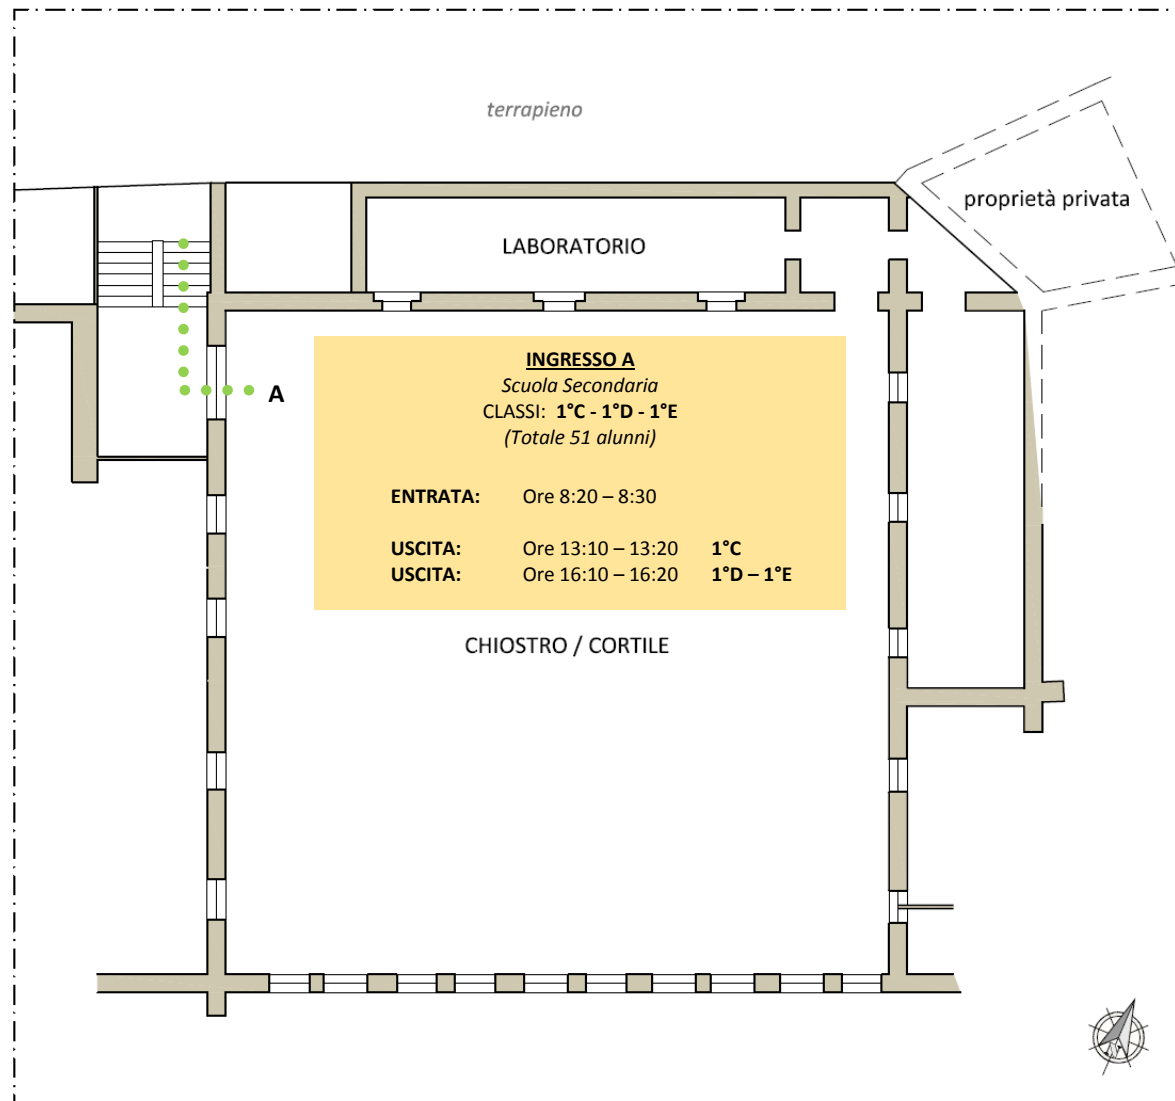 terrapieno
proprietà privata
LABORATORIO
INGRESSO A
Scuola Secondaria
CLASSI: 1°C - 1°D - 1°E
(Totale 51 alunni)
A
ENTRATA: Ore 8:20 – 8:30
USCITA: Ore 13:10 – 13:20 1°C
USCITA: Ore 16:10 – 16:20 1°D – 1°E
CHIOSTRO / CORTILE
N